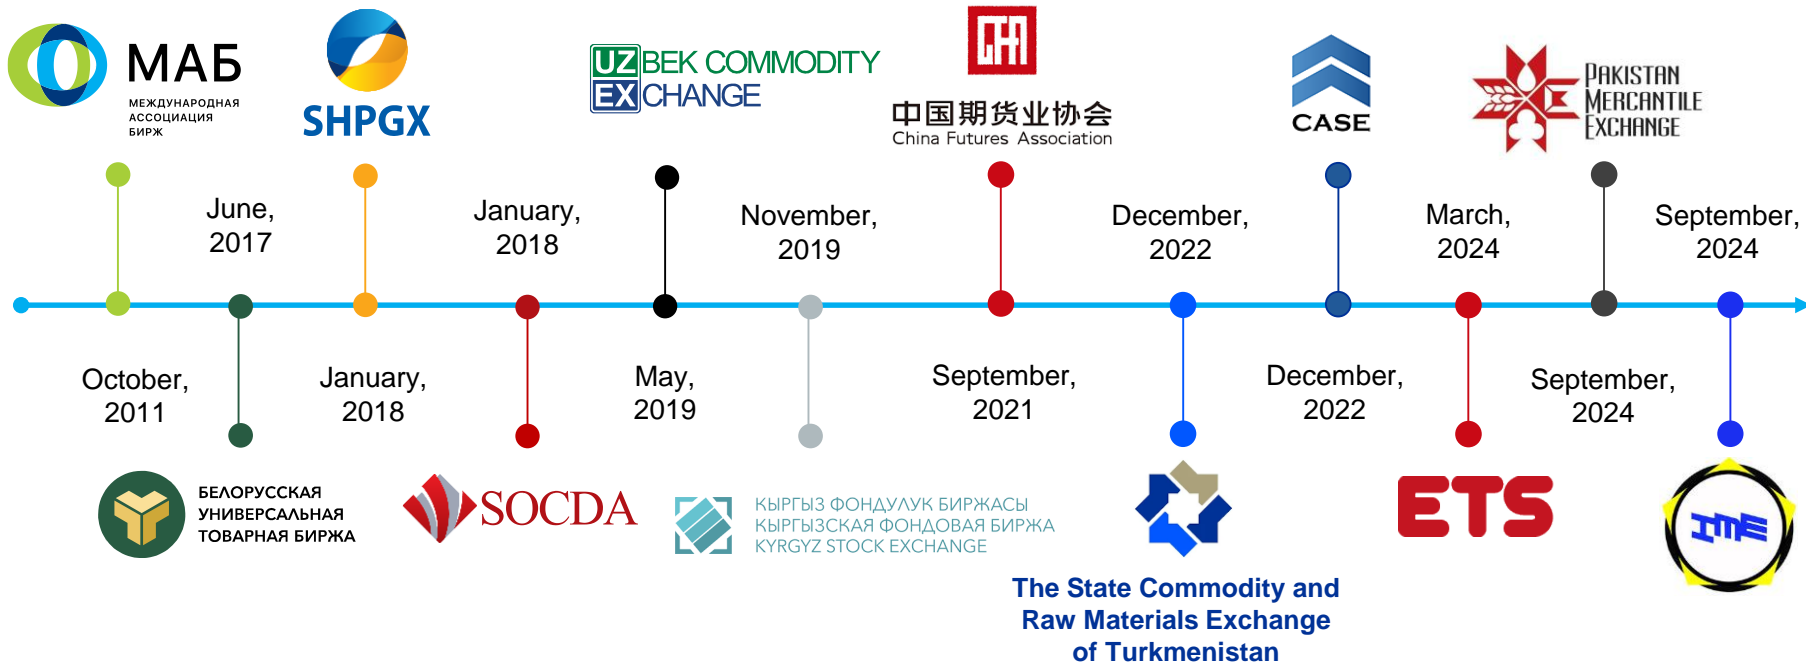 МАБ
МЕЖДУНАРОДНАЯ
АССОЦИАЦИЯ
БИРЖ
SHPGX
UZBEK COMMODITY
EXCHANGE
中国期货业协会
China Futures Association
CASE
PAKISTAN
MERCANTILE
EXCHANGE
June,
2017
January,
2018
November,
2019
December,
2022
March,
2024
September,
2024
October,
2011
January,
2018
May,
2019
September,
2021
December,
2022
September,
2024
БЕЛОРУССКАЯ
УНИВЕРСАЛЬНАЯ
ТОВАРНАЯ БИРЖА
SOCDA
КЫРГЫЗ ФОНДУЛУК БИРЖАСЫ
КЫРГЫЗСКАЯ ФОНДОВАЯ БИРЖА
KYRGYZ STOCK EXCHANGE
The State Commodity and
Raw Materials Exchange
of Turkmenistan
ETS
IME